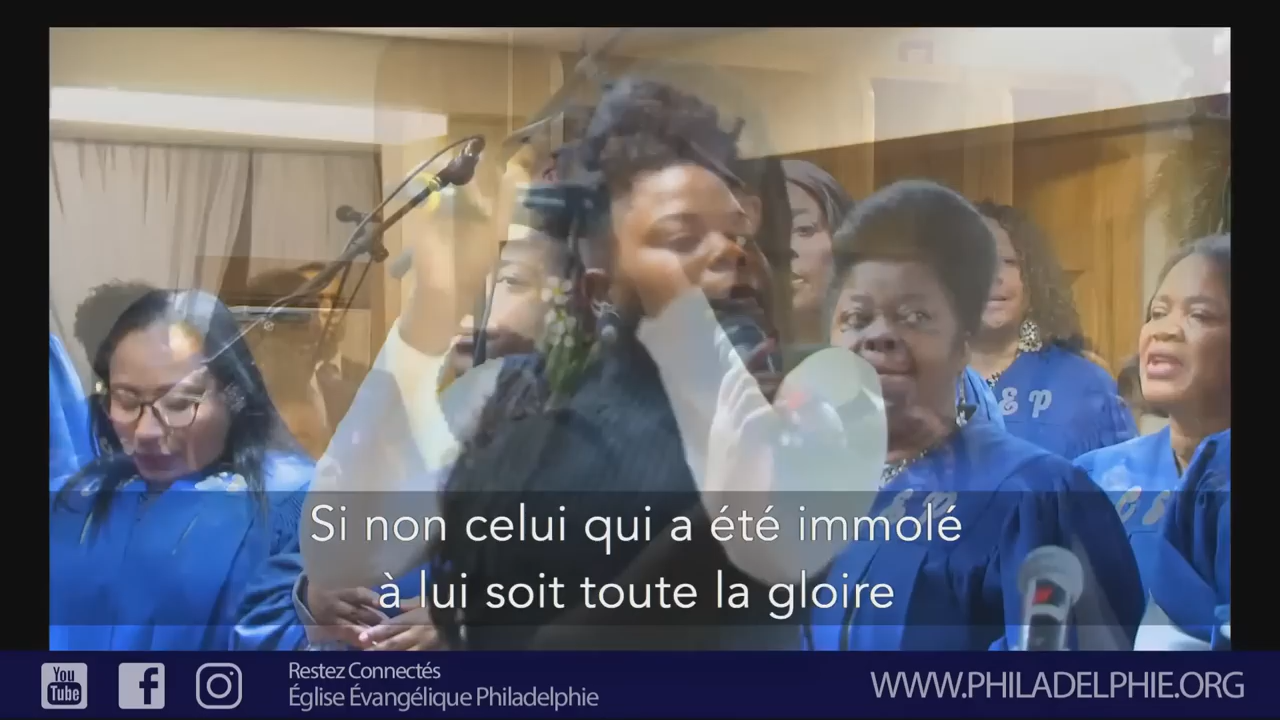 E P
E P
E
Si non celui qui a été immolé
à lui soit toute la gloire
You
Tube
Restez Connectés
Église Évangélique Philadelphie
WWW.PHILADELPHIE.ORG